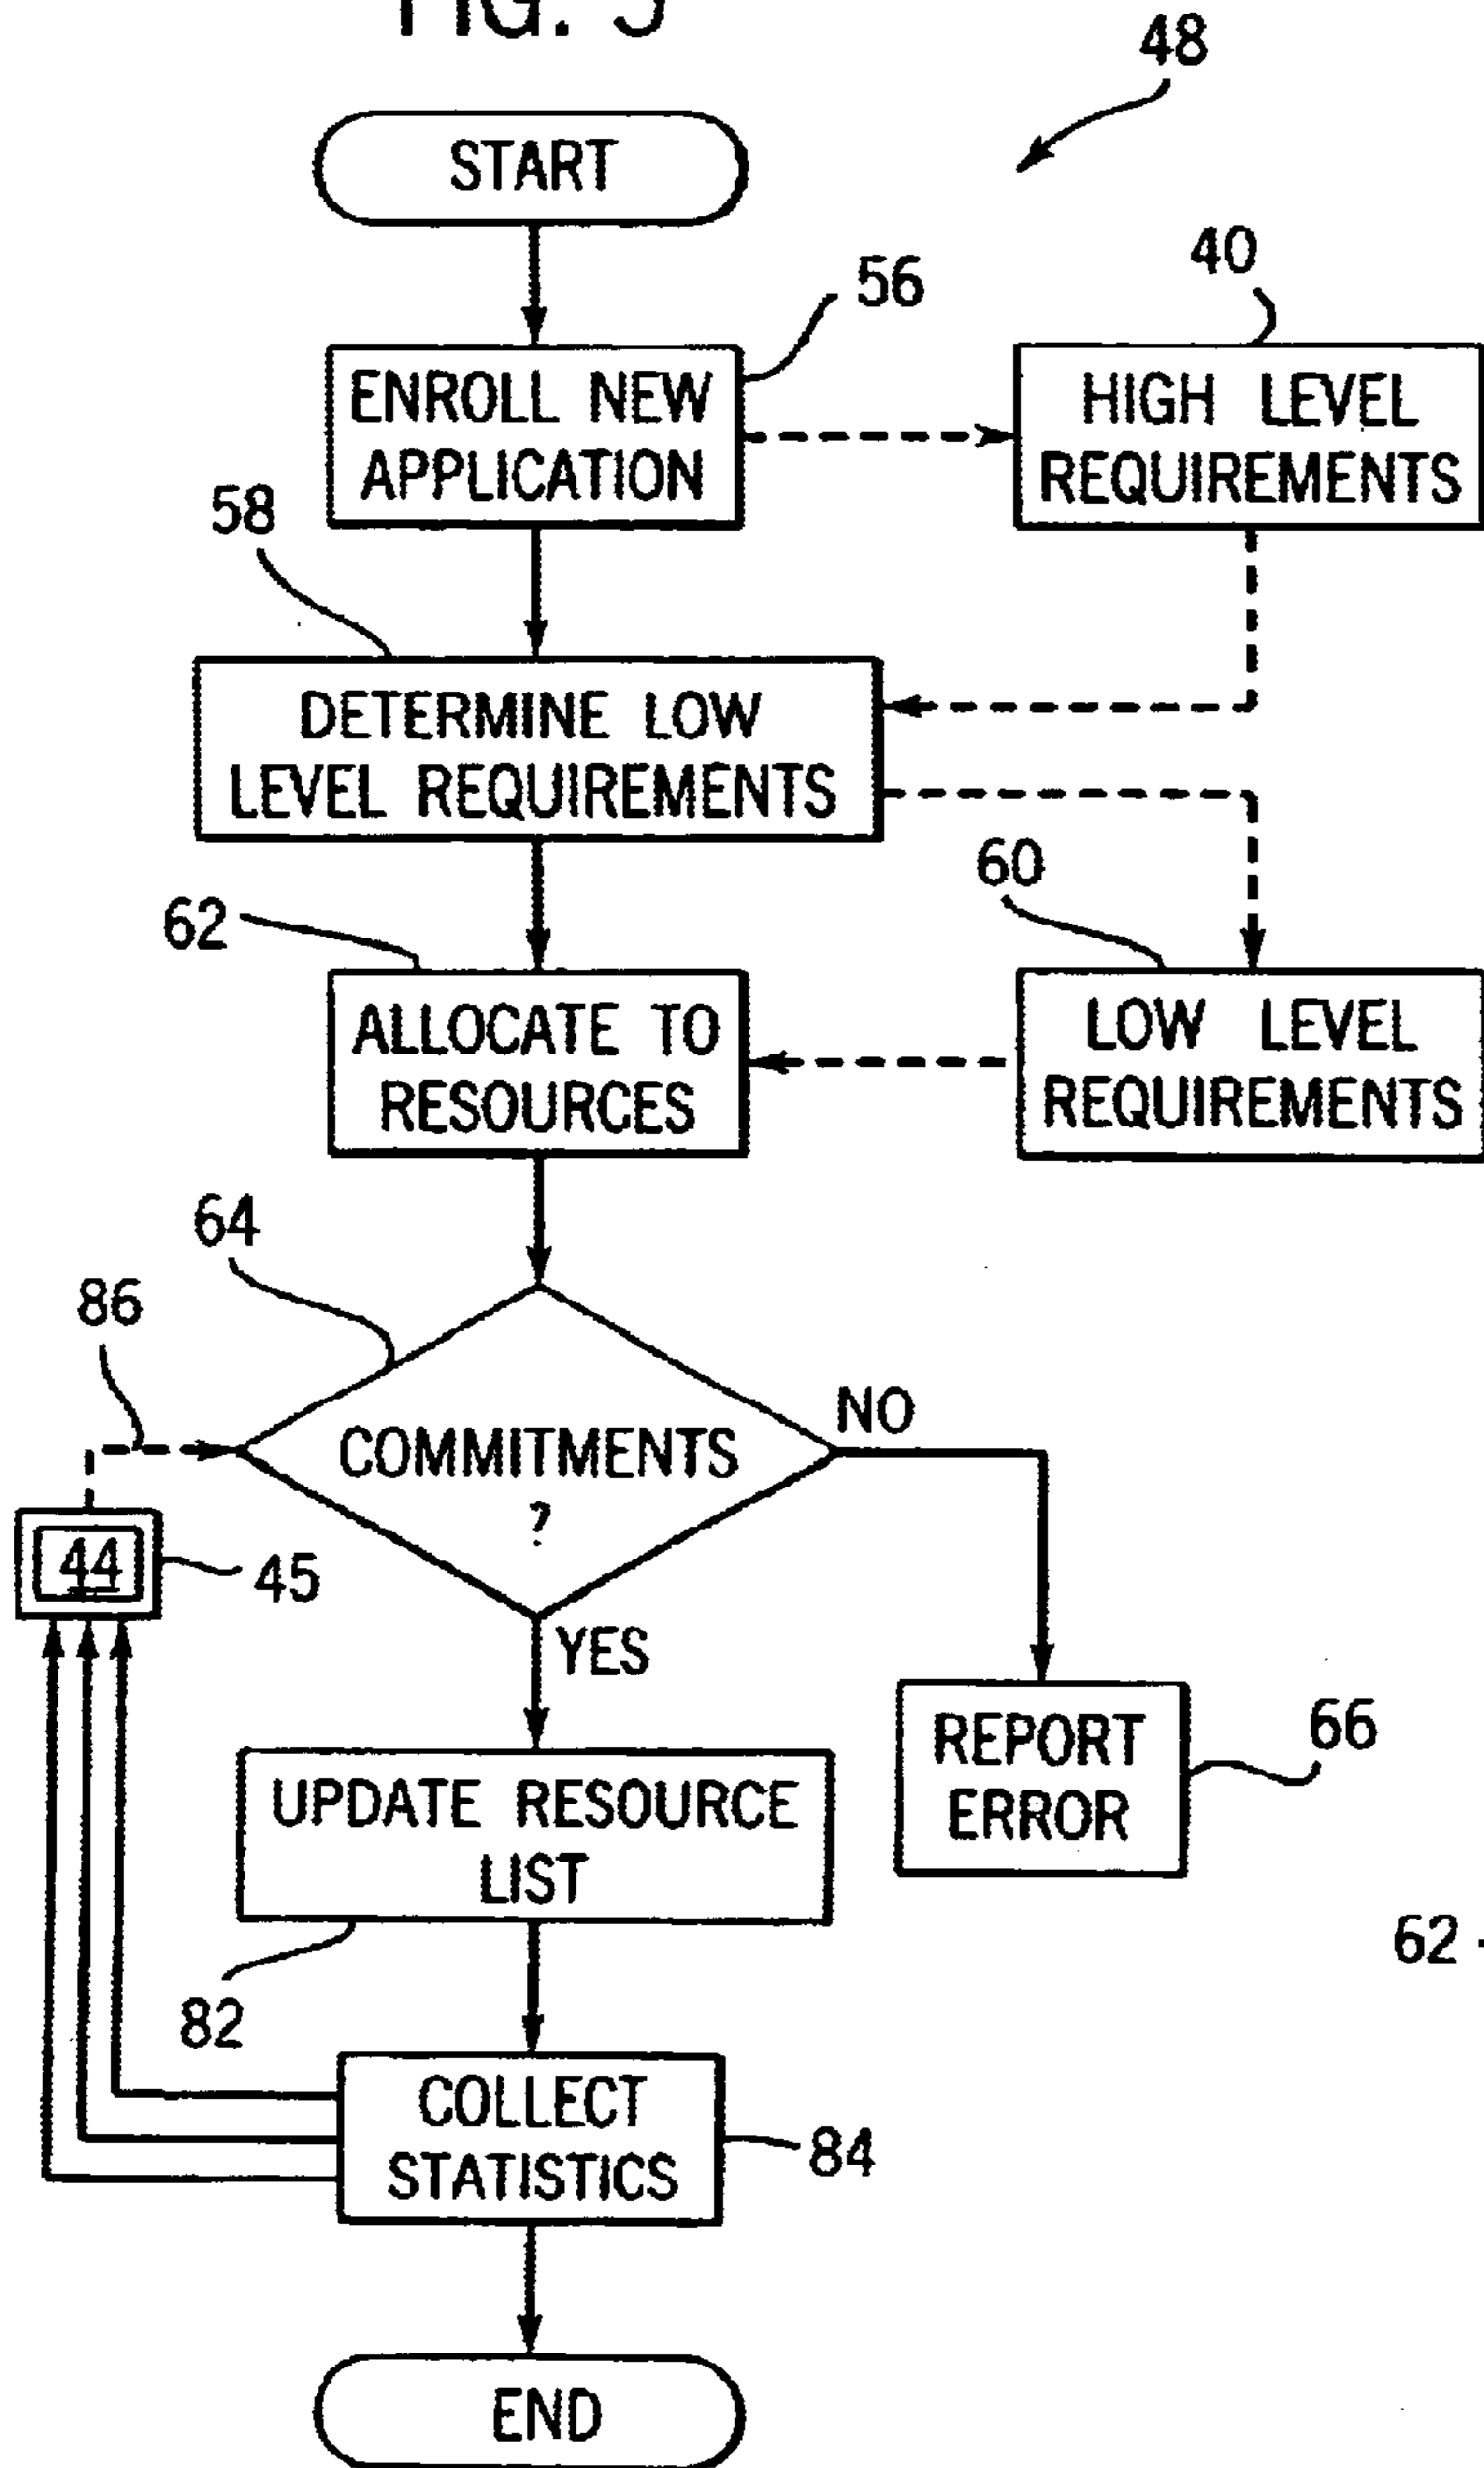 FIG. 5
48
START
40
56
ENROLL NEW
APPLICATION
HIGH LEVEL
REQUIREMENTS
58
DETERMINE LOW
LEVEL REQUIREMENTS
60
62
ALLOCATE TO
RESOURCES
LOW LEVEL
REQUIREMENTS
64
86
NO
COMMITMENTS
?
44
45
YES
REPORT
ERROR
66
UPDATE RESOURCE
LIST
62
82
COLLECT
STATISTICS
84
END